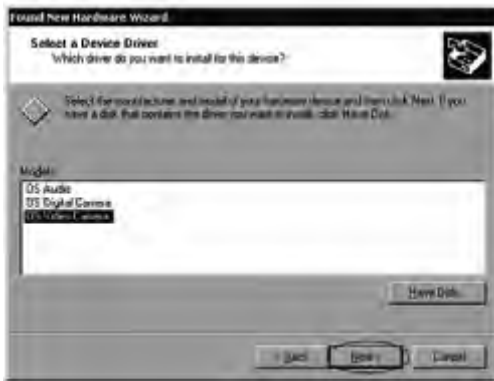 Found New Hardware Wizard
Select a Device Driver
Which driver do you want to install for this device?
Select the manufacturer and model of your hardware device and then click Next. If you
have a disk that contains the driver you want to install, click Have Disk.
Models:
DS Audio
DS Digital Camera
DS Video Camera
Have Disk...
< Back
Next >
Cancel